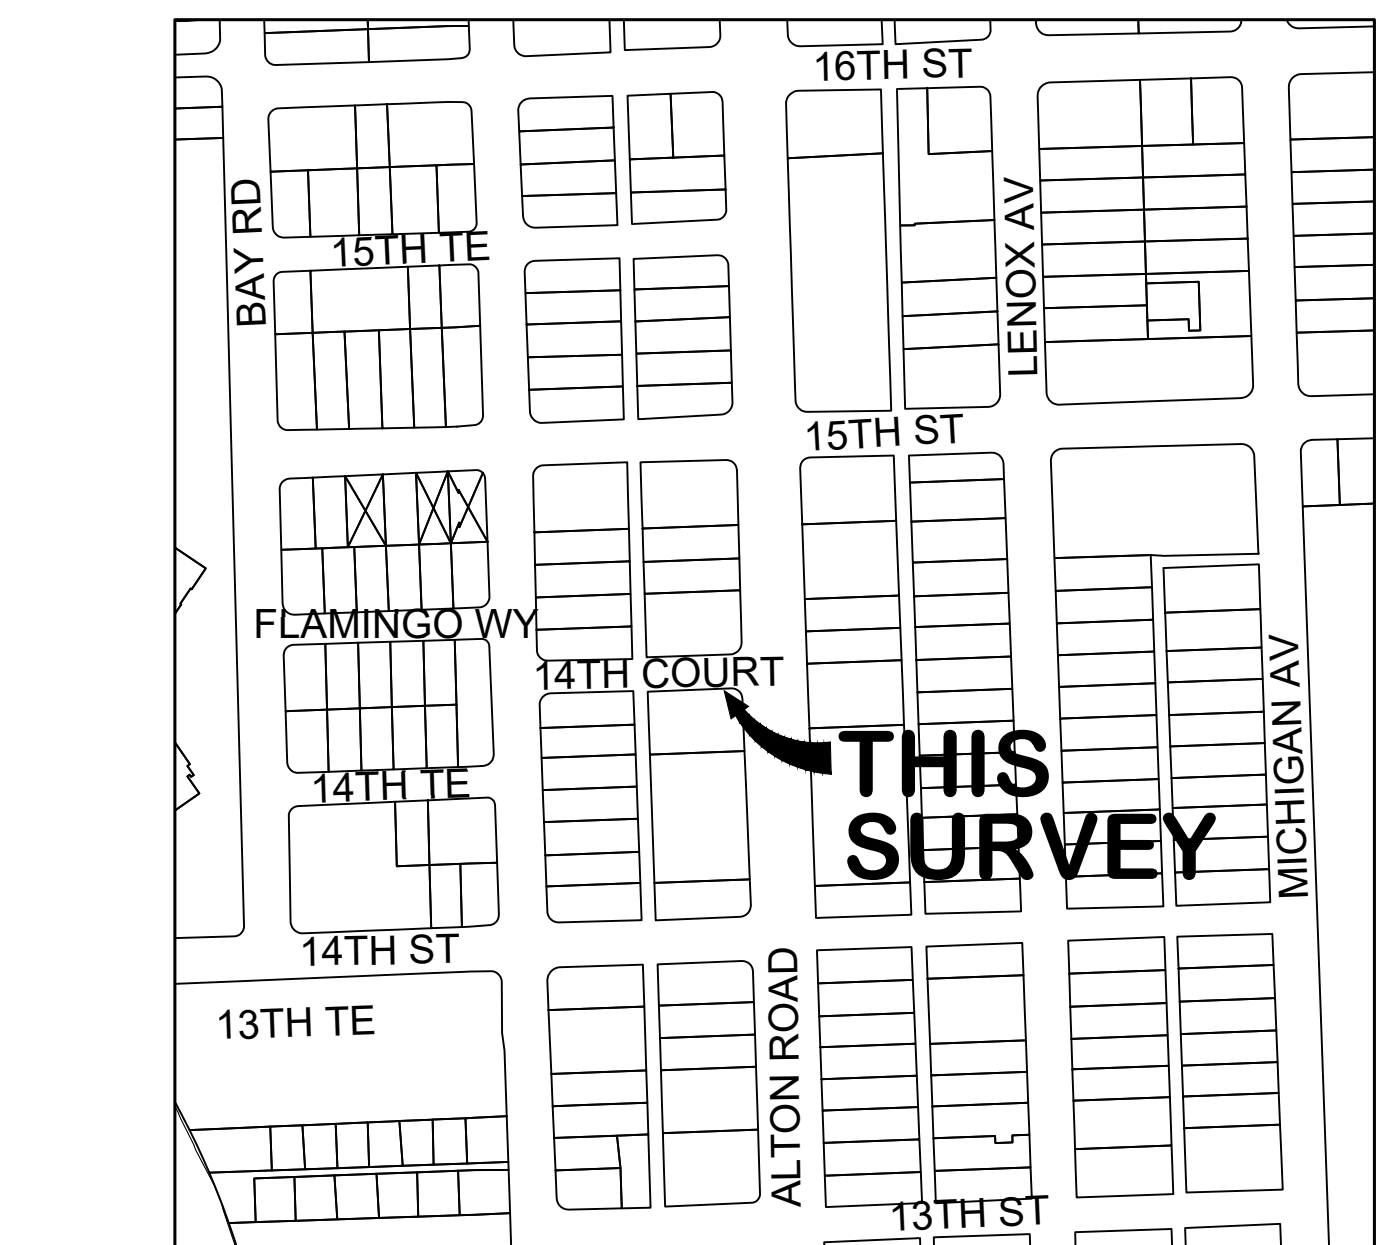 16TH ST
BAY RD
15TH TE
LENOX AV
15TH ST
FLAMINGO WY
14TH COURT
THIS
SURVEY
MICHIGAN AV
14TH TE
14TH ST
13TH TE
ALTON ROAD
13TH ST